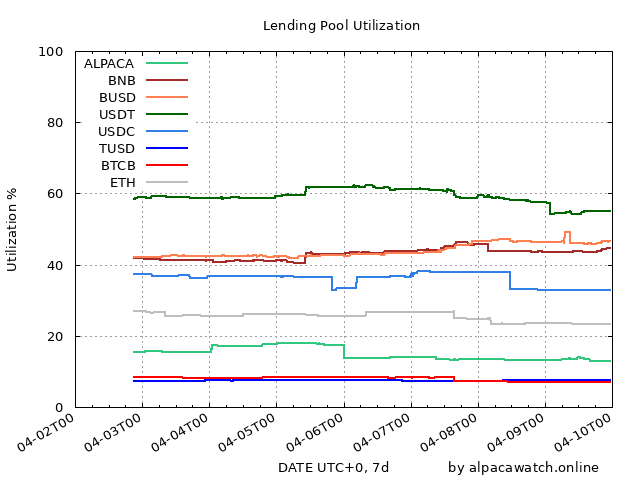 Lending Pool Utilization
Utilization %
100
80
60
40
20
0
ALPACA
BNB
BUSD
USDT
USDC
TUSD
BTCB
ETH
04-02T00
04-03T00
04-04T00
04-05T00
04-06T00
04-07T00
04-08T00
04-09T00
04-10T00
DATE UTC+0, 7d
by alpacawatch.online